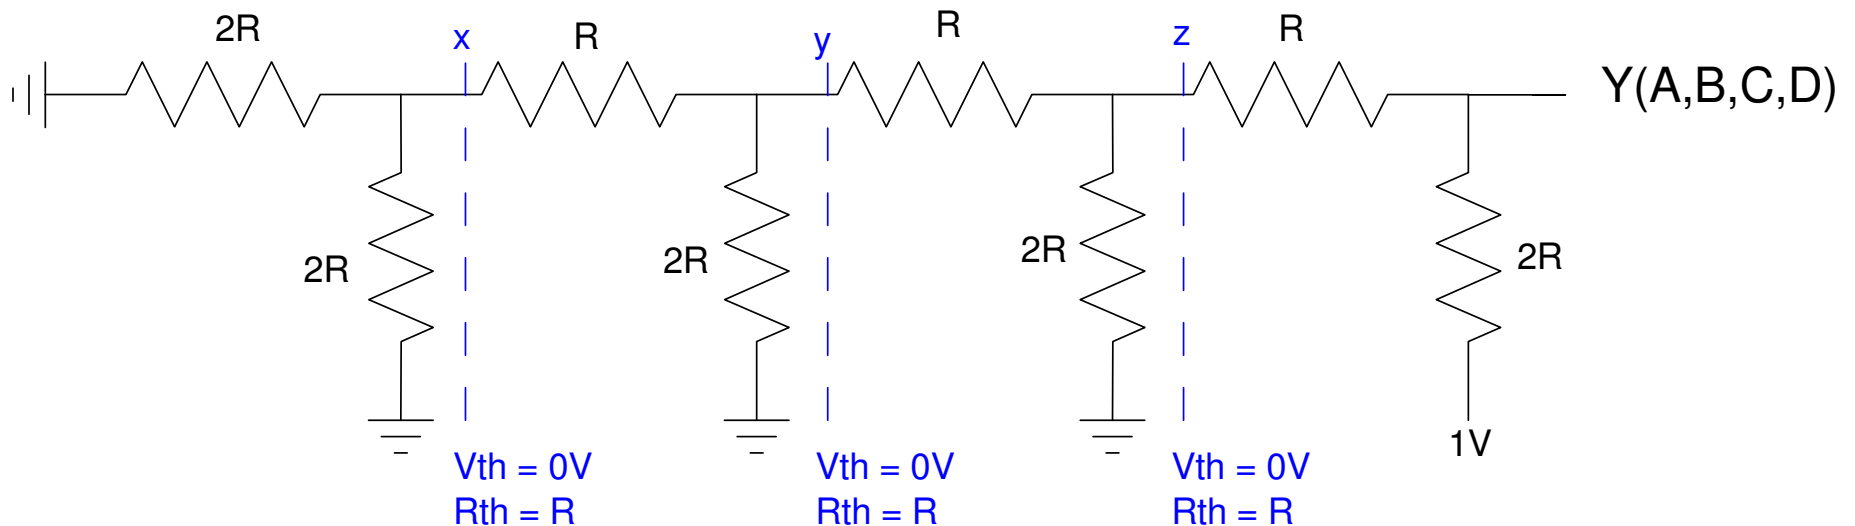 2R
x
R
y
R
z
R
Y(A,B,C,D)
2R
2R
2R
2R
1V
Vth = 0V
Rth = R
Vth = 0V
Rth = R
Vth = 0V
Rth = R